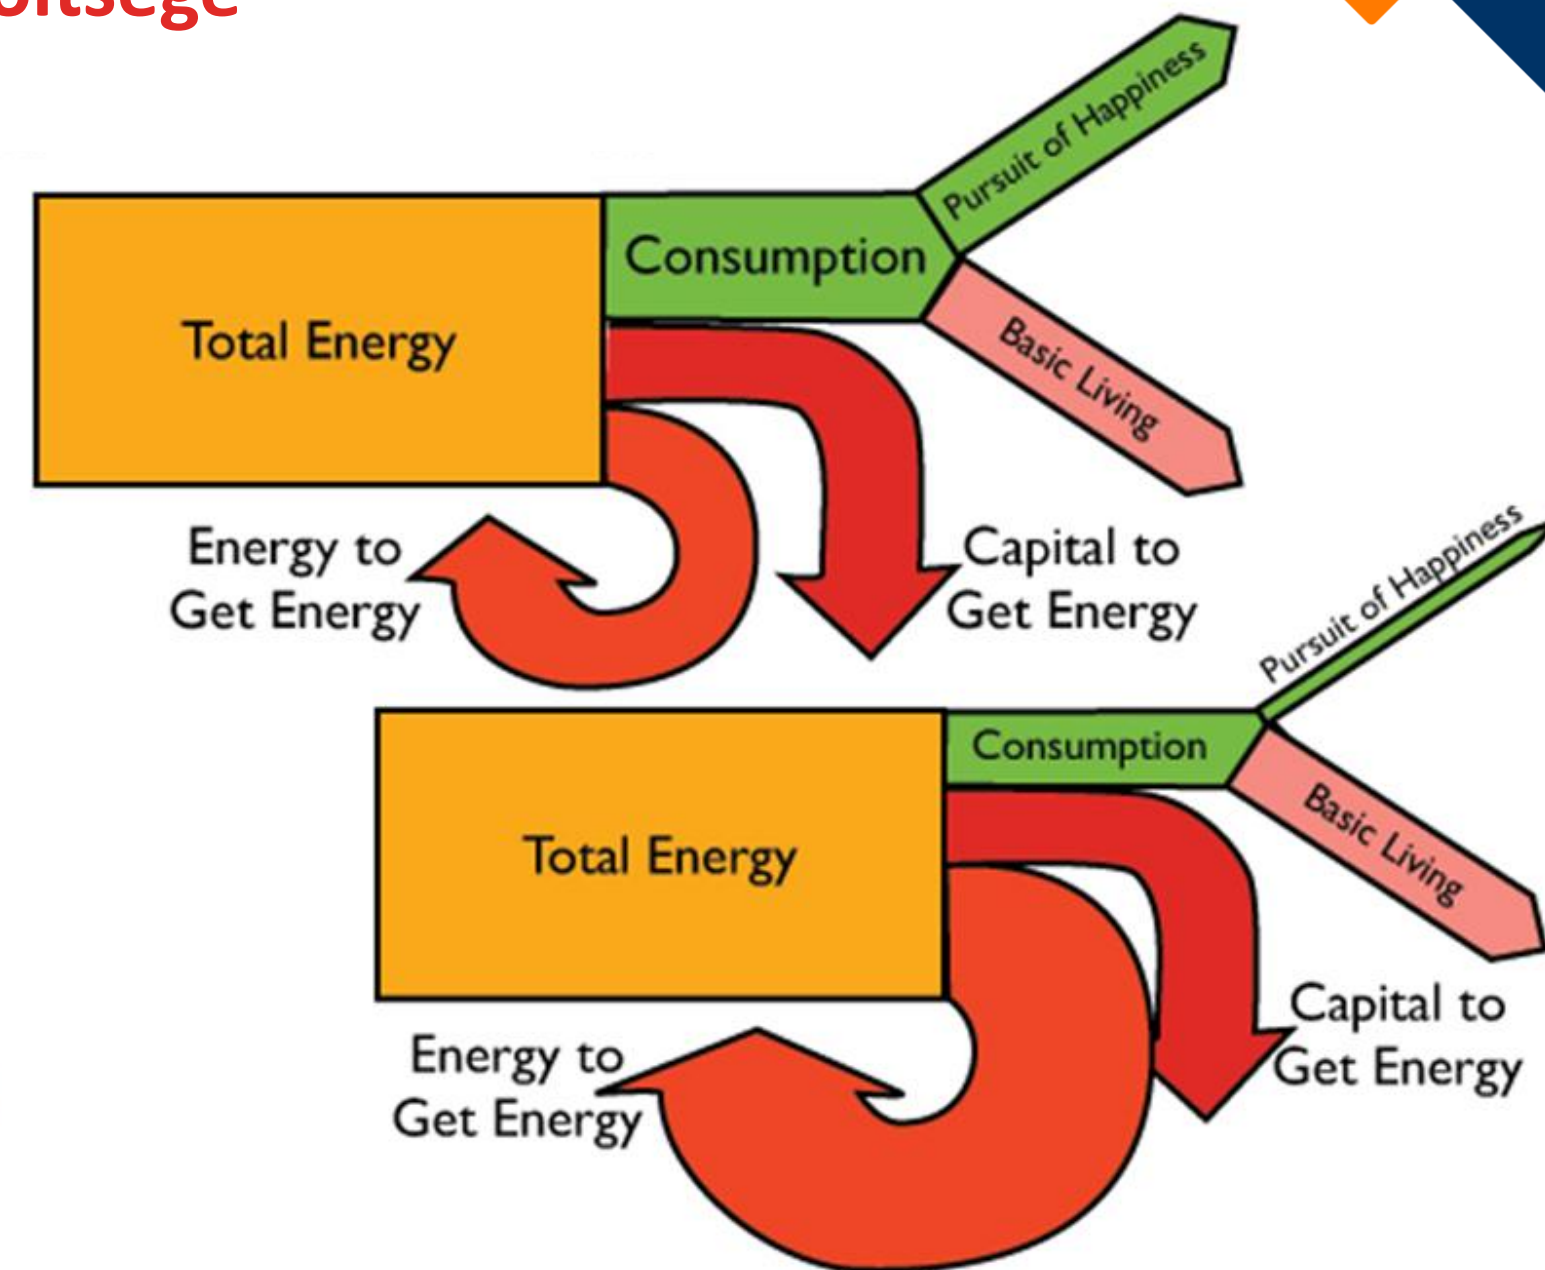 Pursuit of Happiness
Consumption
Total Energy
Basic Living
Energy to
Get Energy
Capital to
Get Energy
Pursuit of Happiness
Consumption
Total Energy
Basic Living
Energy to
Get Energy
Capital to
Get Energy